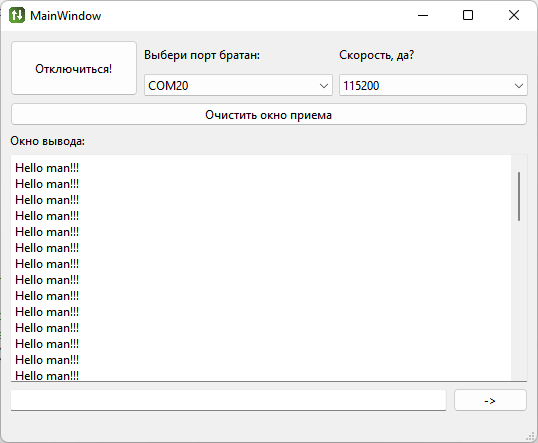 MainWindow
Отключиться!
Выбери порт братан:
Скорость, да?
COM20
115200
Очистить окно приема
Окно вывода:
Hello man!!!
Hello man!!!
Hello man!!!
Hello man!!!
Hello man!!!
Hello man!!!
Hello man!!!
Hello man!!!
Hello man!!!
Hello man!!!
Hello man!!!
Hello man!!!
Hello man!!!
Hello man!!!
->